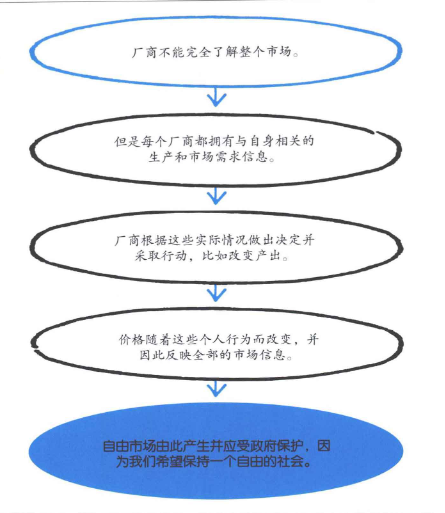 厂商不能完全了解整个市场。
但是每个厂商都拥有与自身相关的
生产和市场需求信息。
厂商根据这些实际情况做出决定并
采取行动，比如改变产出。
价格随着这些个人行为而改变，并
因此反映全部的市场信息。
自由市场由此产生并应受政府保护，因
为我们希望保持一个自由的社会。